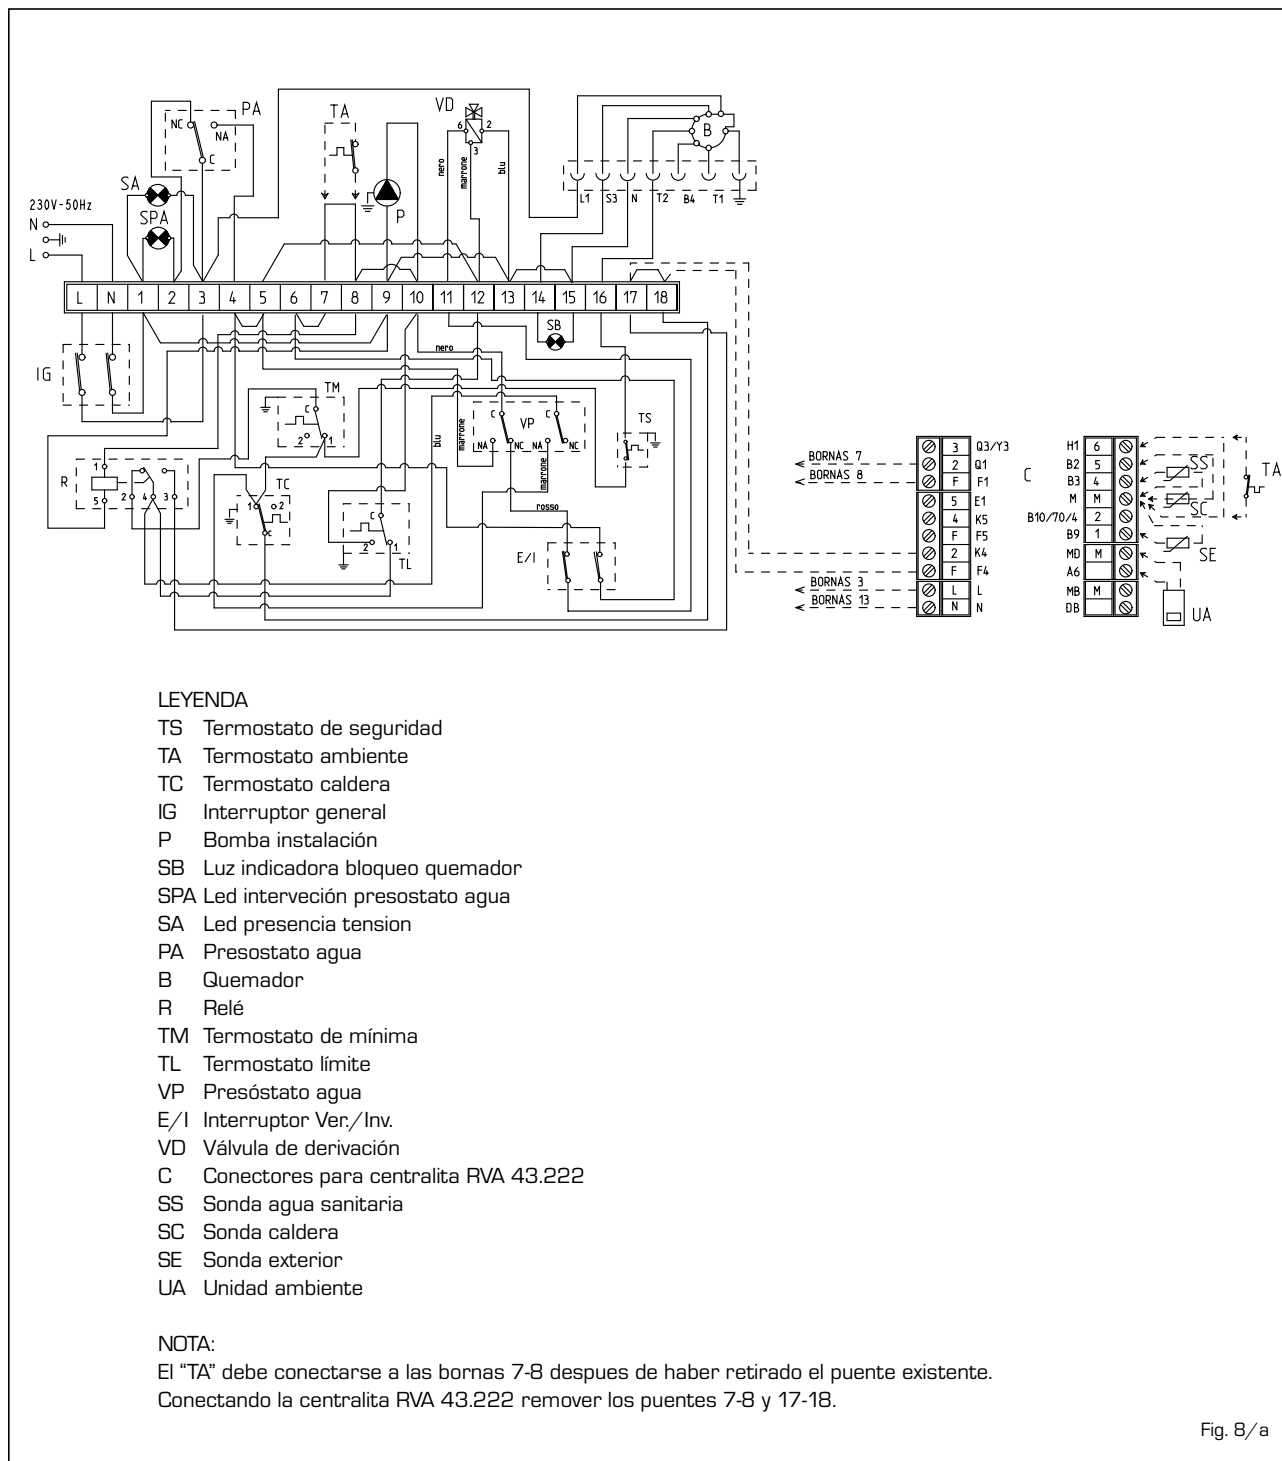 PA
NC
NA
C
TA
VD
6
2
3
nero
marrone
blu
B
L1 S3 N T2 B4 T1
SA
SPA
P
230V-50Hz
N
L
L N 1 2 3 4 5 6 7 8 9 10 11 12 13 14 15 16 17 18
SB
nero
IG
TM
C
2 1
blu
marrone
C VP C
NA NC NA NC
marrone
TS
R
1
5
2 4 3
TC
1 2
C
C
2 1
TL
rosso
E/I
BORNAS 7
BORNAS 8
BORNAS 3
BORNAS 13
3 Q3/Y3
2 Q1
F F1
5 E1
4 K5
F F5
2 K4
F F4
L L
N N
C
H1 6
B2 5
B3 4
M M
B10/70/4 2
B9 1
MD M
A6
MB M
DB
SS
SC
SE
TA
UA
LEYENDA
TS Termostato de seguridad
TA Termostato ambiente
TC Termostato caldera
IG Interruptor general
P Bomba instalación
SB Luz indicadora bloqueo quemador
SPA Led interveción presostato agua
SA Led presencia tension
PA Presostato agua
B Quemador
R Relé
TM Termostato de mínima
TL Termostato límite
VP Presóstato agua
E/I Interruptor Ver./Inv.
VD Válvula de derivación
C Conectores para centralita RVA 43.222
SS Sonda agua sanitaria
SC Sonda caldera
SE Sonda exterior
UA Unidad ambiente
NOTA:
El “TA” debe conectarse a las bornas 7-8 despues de haber retirado el puente existente.
Conectando la centralita RVA 43.222 remover los puentes 7-8 y 17-18.
Fig. 8/a